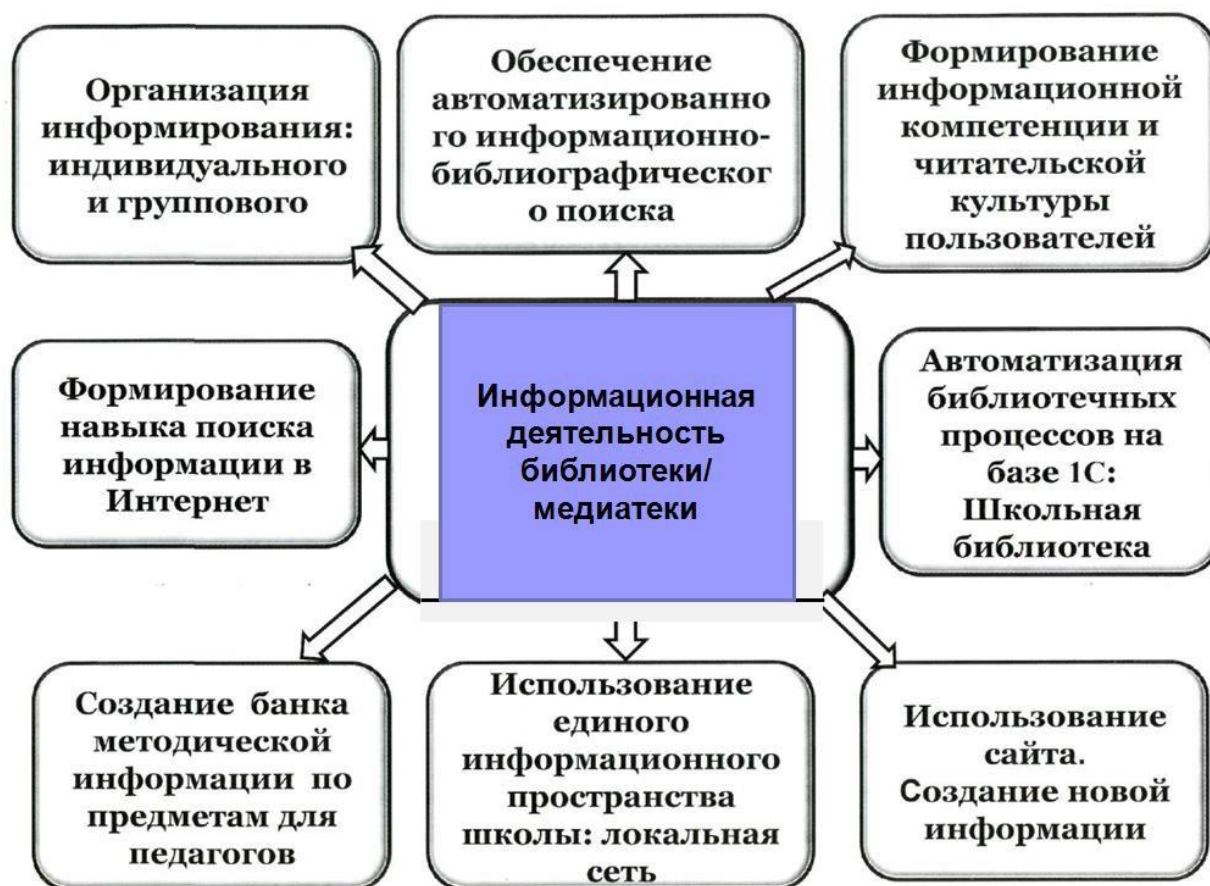 Организация
информирования:
индивидуального
и группового
Обеспечение
автоматизированно
го информационно-
библиографическог
о поиска
Формирование
информационной
компетенции и
читательской
культуры
пользователей
Формирование
навыка поиска
информации в
Интернет
Информационная
деятельность
библиотеки/
медиатеки
Автоматизация
библиотечных
процессов на
базе 1С:
Школьная
библиотека
Создание банка
методической
информации по
предметам для
педагогов
Использование
единого
информационного
пространства
школы: локальная
сеть
Использование
сайта.
Создание новой
информации